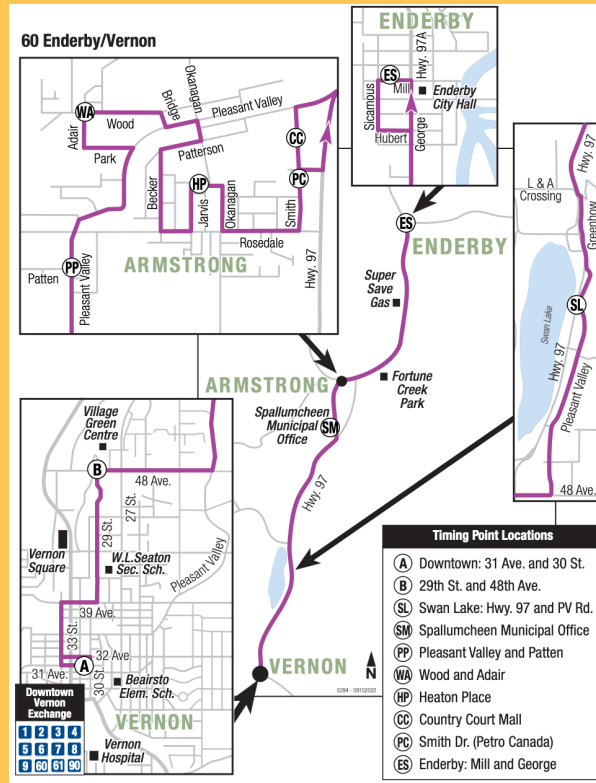 60 Enderby/Vernon
WA
Adair
Wood
Bridge
Okanagan
Pleasant Valley
Park
Patterson
Becker
HP
Jarvis
Okanagan
CC
PC
Smith
Rosedale
Hwy. 97
PP
Patten
Pleasant Valley
ARMSTRONG
ENDERBY
ES
Mill
Hwy. 97A
Enderby
City Hall
Sicamous
Hubert
George
Hwy. 97
L & A
Crossing
Greenhow
SL
Swan Lake
Hwy. 97
Pleasant Valley
48 Ave.
ES
ENDERBY
Super
Save
Gas
Fortune
Creek
Park
ARMSTRONG
Spallumcheen
Municipal
Office
SM
Hwy. 97
VERNON
N
5294 - 09152022
Village
Green
Centre
B
48 Ave.
29 St.
27 St.
Vernon
Square
W.L.Seaton
Sec. Sch.
Pleasant Valley
39 Ave.
33 St.
32 Ave.
A
31 Ave.
30 St.
Beairsto
Elem. Sch.
Downtown
Vernon
Exchange
1 2 3 4
5 6 7 8
9 60 61 90
VERNON
Vernon
Hospital
Timing Point Locations
A Downtown: 31 Ave. and 30 St.
B 29th St. and 48th Ave.
SL Swan Lake: Hwy. 97 and PV Rd.
SM Spallumcheen Municipal Office
PP Pleasant Valley and Patten
WA Wood and Adair
HP Heaton Place
CC Country Court Mall
PC Smith Dr. (Petro Canada)
ES Enderby: Mill and George